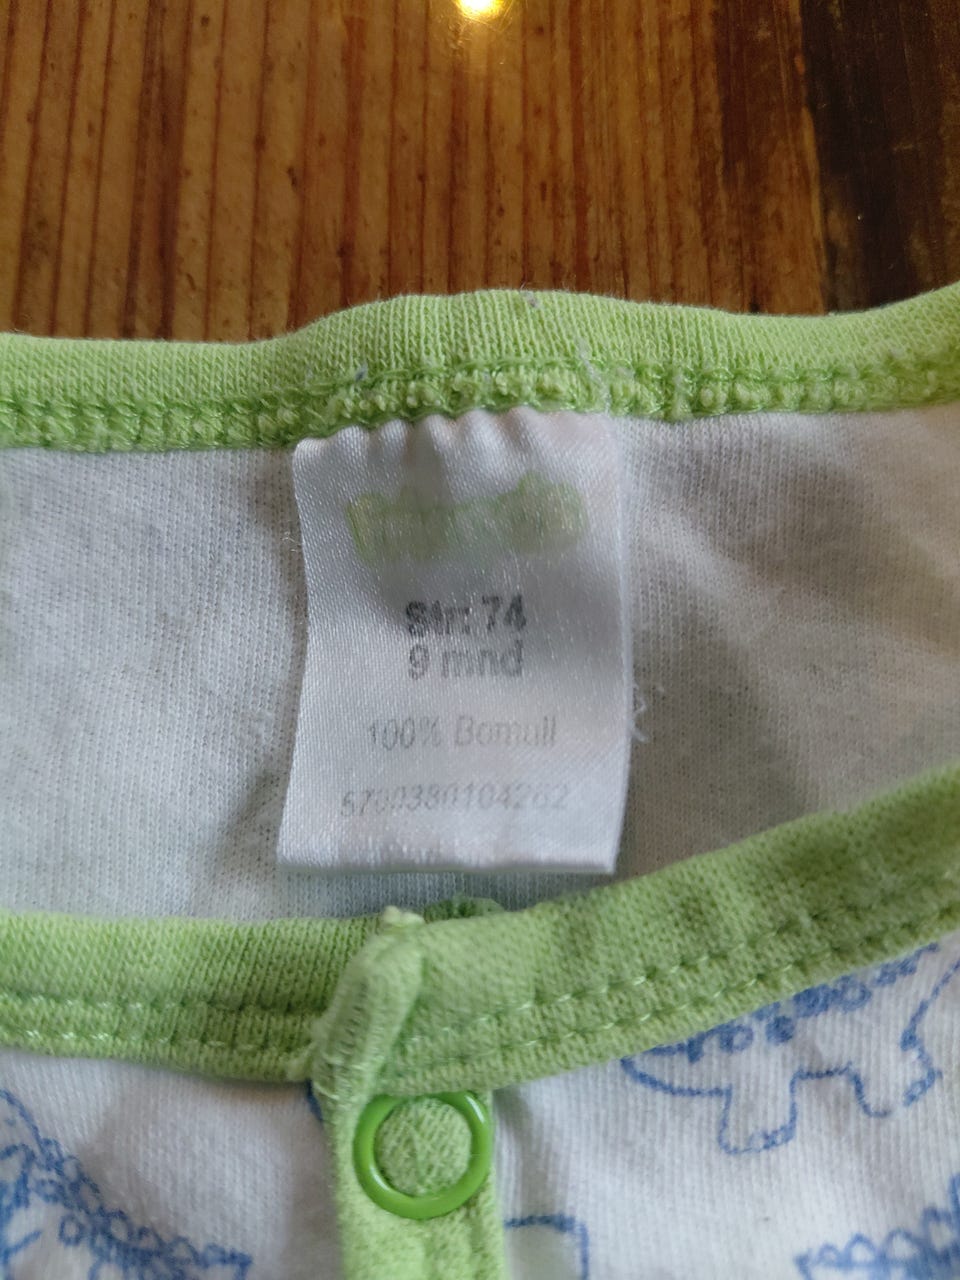 Str: 74
9 mnd
100% Bomull
5700380104262